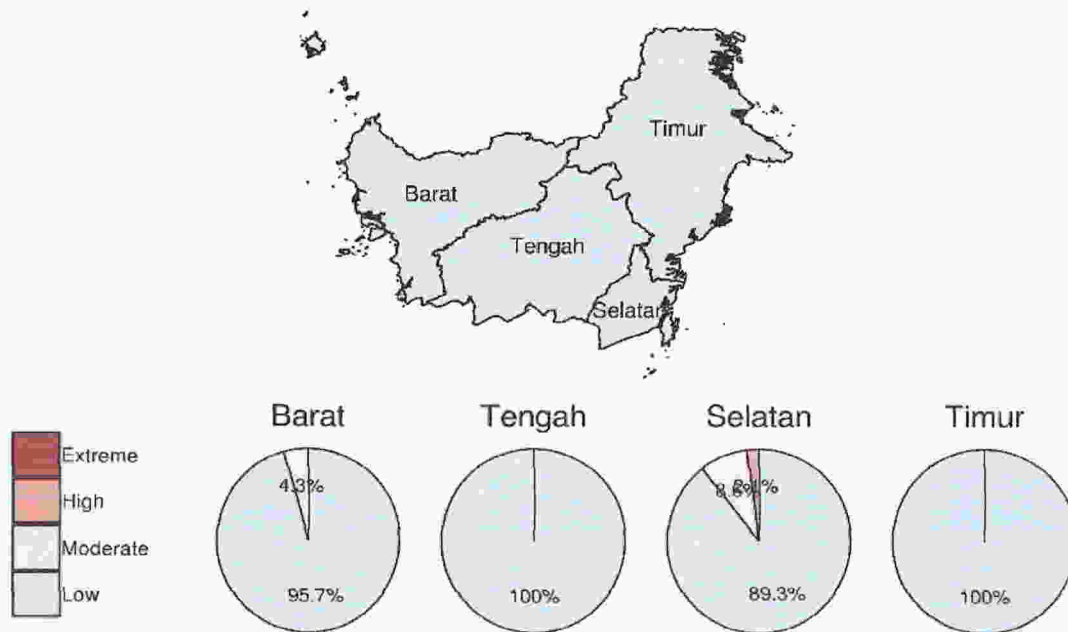 Timur
Barat
Tengah
Selatan
Barat Tengah Selatan Timur
Extreme
High
Moderate
Low
4.3%
95.7%
100%
89.3%
100%